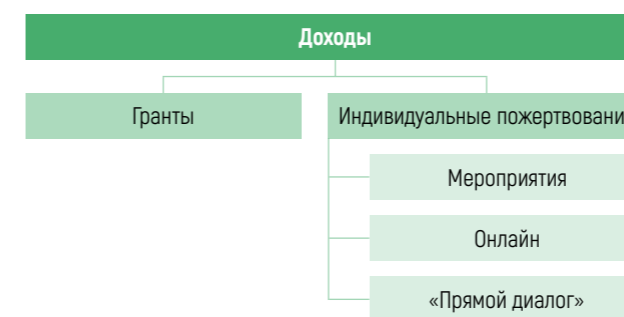 Доходы
Гранты
Индивидуальные пожертвовани
Мероприятия
Онлайн
«Прямой диалог»